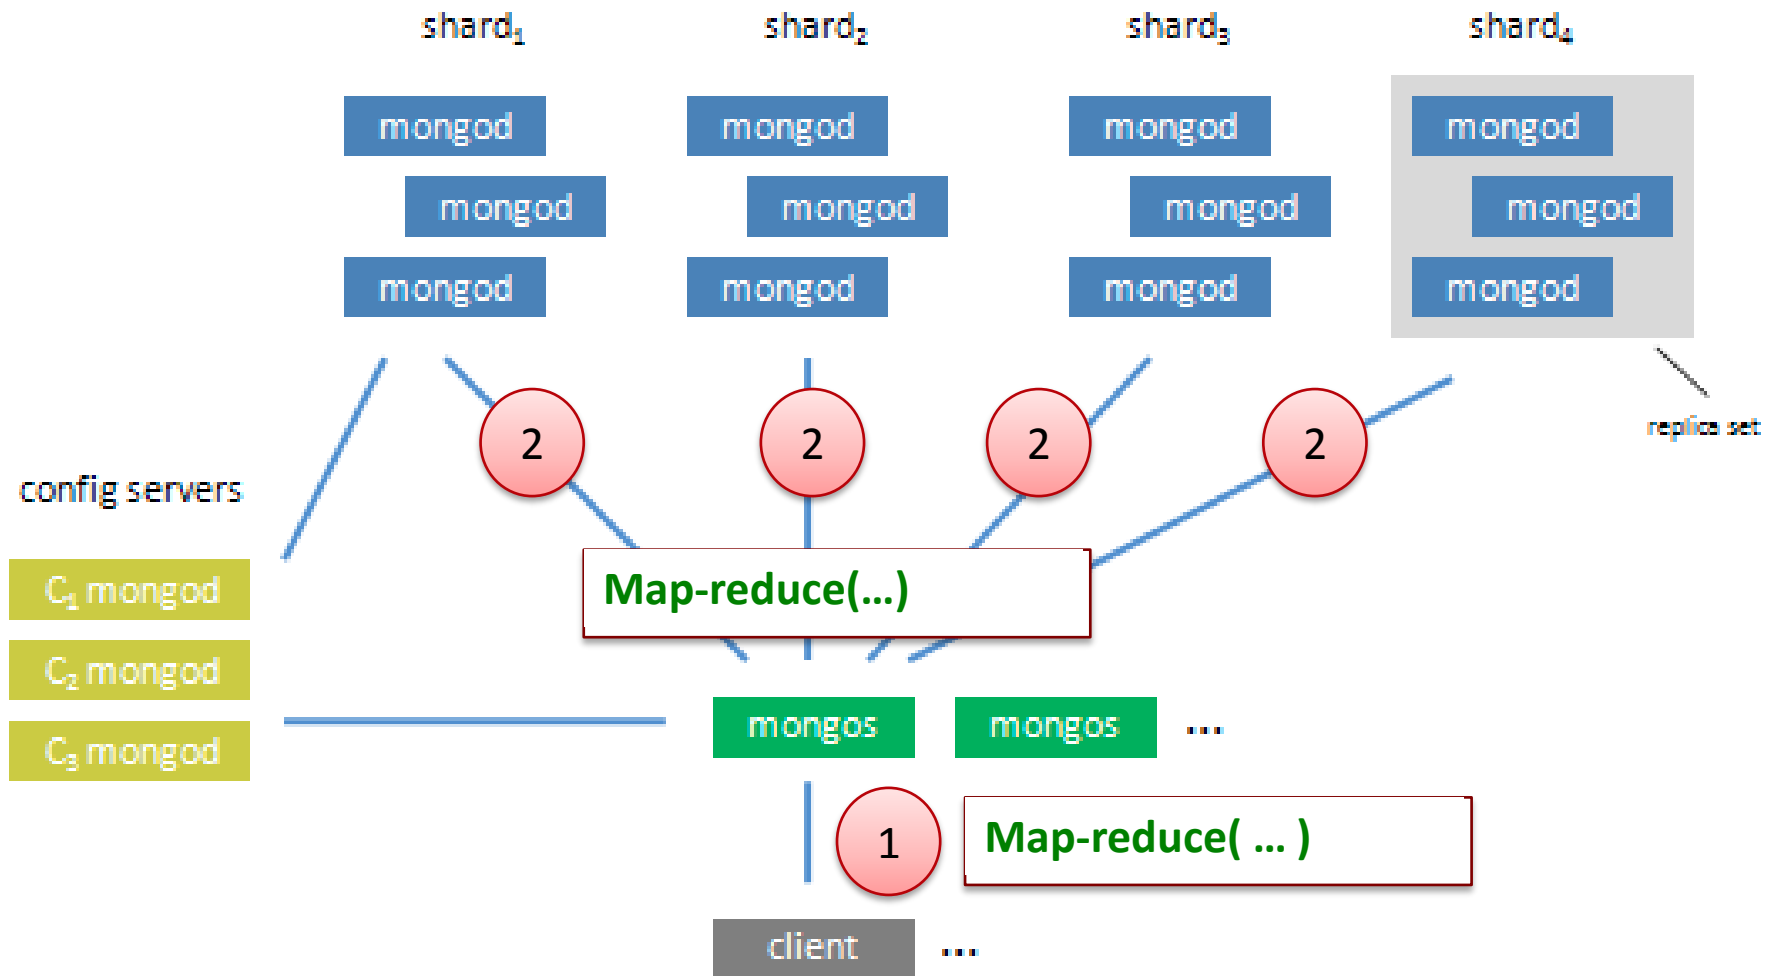 shard₁ shard₂ shard₃ shard₄
mongod mongod mongod mongod
mongod mongod mongod mongod
mongod mongod mongod mongod
2 2 2 2
replica set
config servers
C₁ mongod
Map-reduce(...)
C₂ mongod
C₃ mongod
mongos mongos ...
1 Map-reduce( ... )
client ...